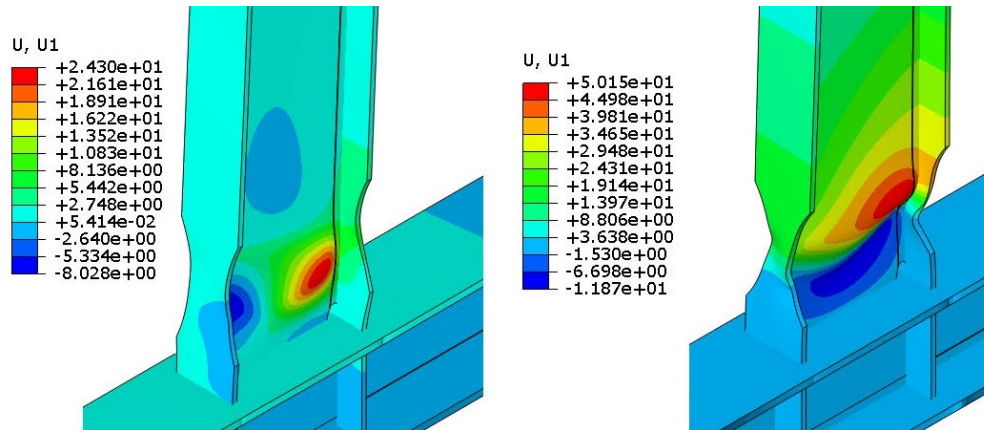 U, U1
+2.430e+01
+2.161e+01
+1.891e+01
+1.622e+01
+1.352e+01
+1.083e+01
+8.136e+00
+5.442e+00
+2.748e+00
+5.414e-02
-2.640e+00
-5.334e+00
-8.028e+00
U, U1
+5.015e+01
+4.498e+01
+3.981e+01
+3.465e+01
+2.948e+01
+2.431e+01
+1.914e+01
+1.397e+01
+8.806e+00
+3.638e+00
-1.530e+00
-6.698e+00
-1.187e+01